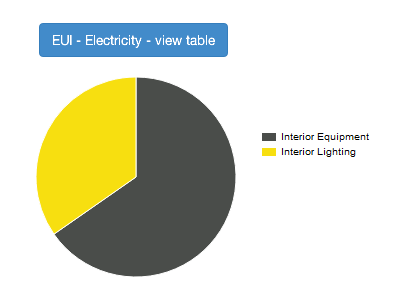 EUI - Electricity - view table
Interior Equipment
Interior Lighting